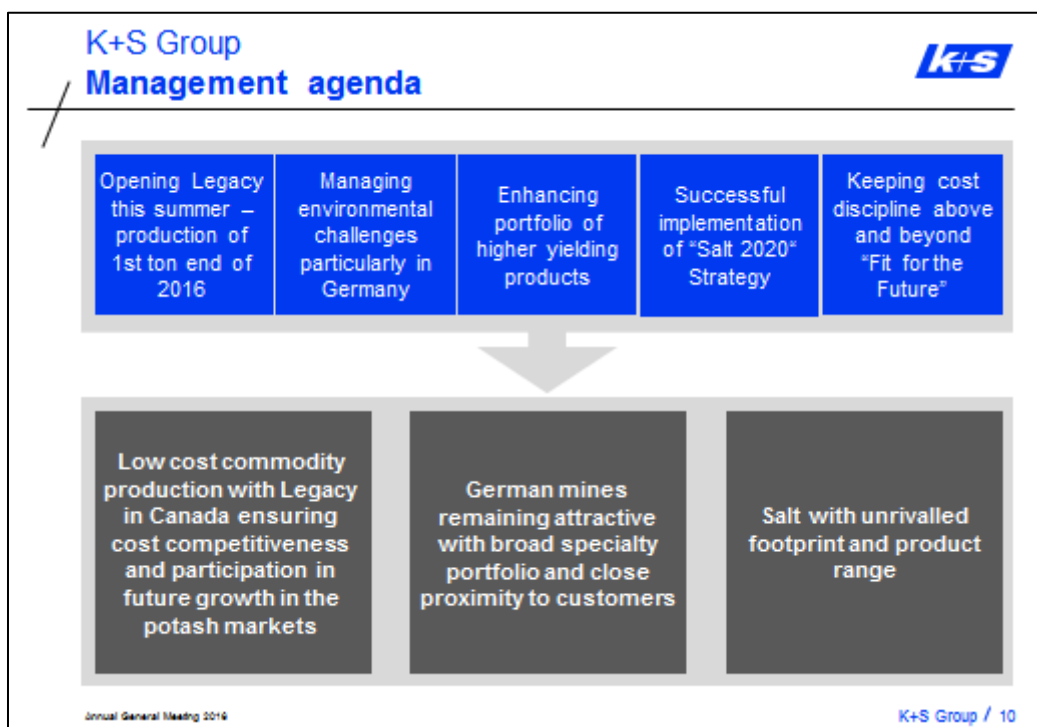 K+S Group
Management agenda
k+s
Opening Legacy
this summer –
production of
1st ton end of
2016
Managing
environmental
challenges
particularly in
Germany
Enhancing
portfolio of
higher yielding
products
Successful
implementation
of "Salt 2020"
Strategy
Keeping cost
discipline above
and beyond
"Fit for the
Future"
Low cost commodity
production with Legacy
in Canada ensuring
cost competitiveness
and participation in
future growth in the
potash markets
German mines
remaining attractive
with broad specialty
portfolio and close
proximity to customers
Salt with unrivalled
footprint and product
range
Annual General Meeting 2016
K+S Group / 10